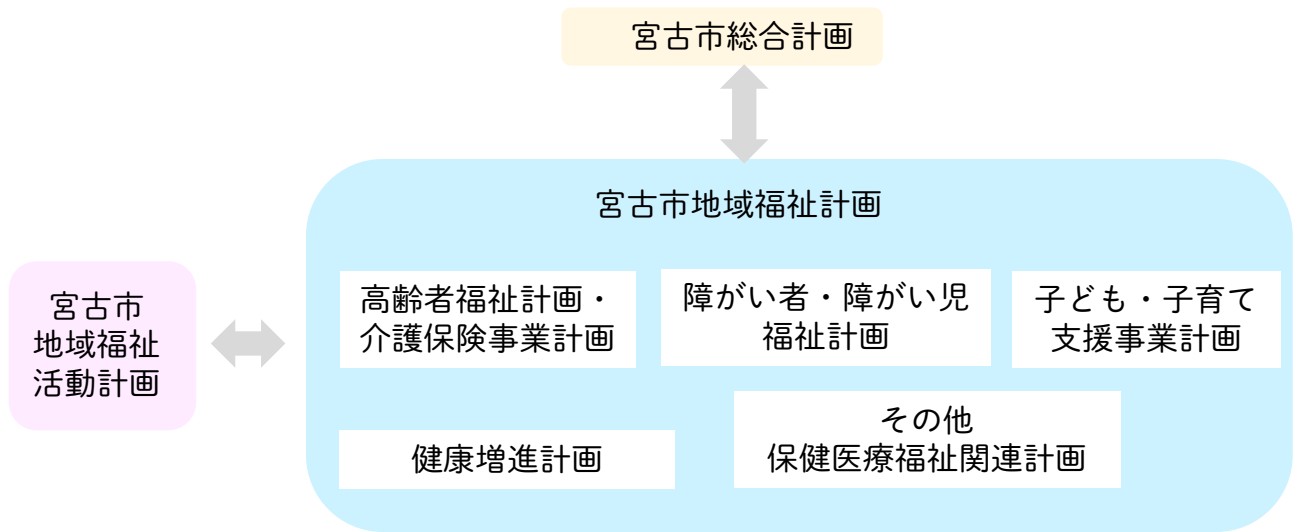 宮古市総合計画
宮古市地域福祉計画
宮古市
地域福祉
活動計画
高齢者福祉計画・
介護保険事業計画
障がい者・障がい児
福祉計画
子ども・子育て
支援事業計画
健康増進計画
その他
保健医療福祉関連計画